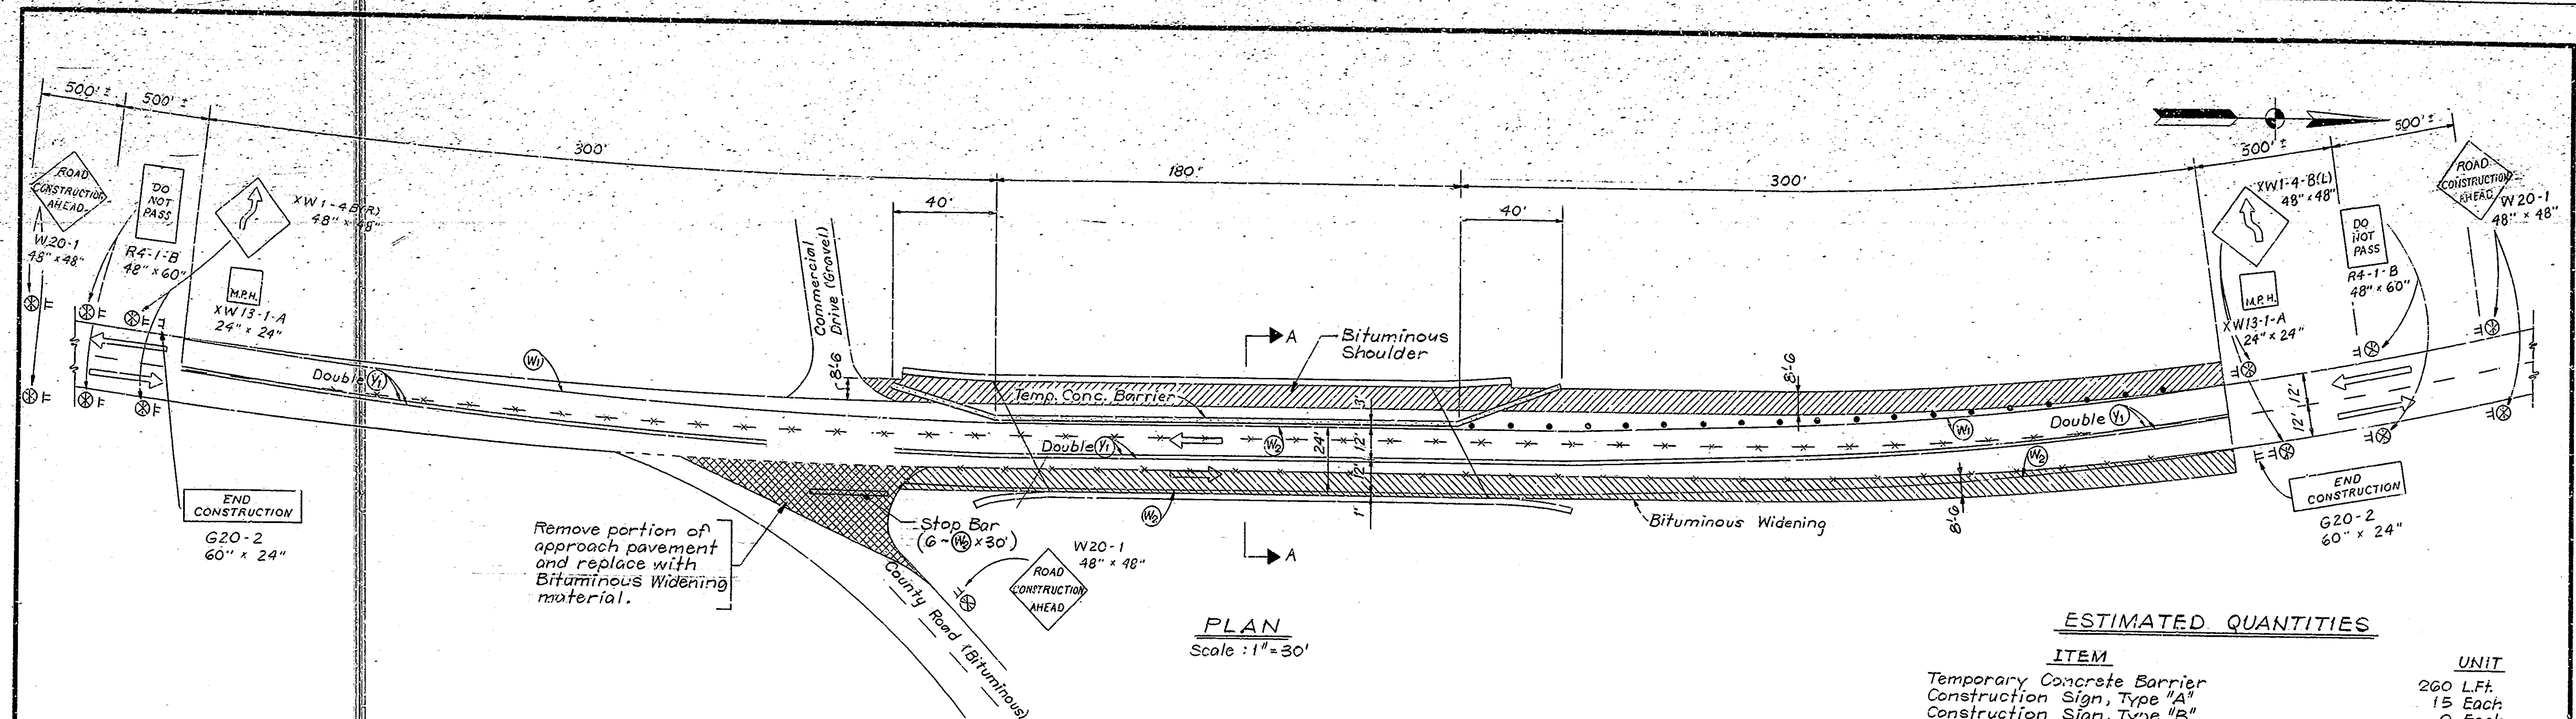 500' ±
500' ±
300'
180'
300'
500' ±
500' ±
40'
40'
ROAD
CONSTRUCTION
AHEAD
W20-1
48" x 48"
DO
NOT
PASS
R4-1-B
48" x 60"
XW1-4-B(R)
48" x 48"
M.P.H.
XW13-1-A
24" x 24"
Commercial
Drive (Gravel)
8'-6
A
Bituminous
Shoulder
XW1-4-B(L)
48" x 48"
M.P.H.
XW13-1-A
24" x 24"
DO
NOT
PASS
R4-1-B
48" x 60"
ROAD
CONSTRUCTION
AHEAD
W20-1
48" x 48"
W1
Double Y1
Temp. Conc. Barrier
3'
8'-6
W1
Double Y1
12' 12'
Double Y1
W2
24'
12'
12'
1'
W2
W2
8'-6
END
CONSTRUCTION
G20-2
60" x 24"
END
CONSTRUCTION
G20-2
60" x 24"
Bituminous Widening
Remove portion of
approach pavement
and replace with
Bituminous Widening
material.
Stop Bar
(6~ x 30')
W20-1
48" x 48"
ROAD
CONSTRUCTION
AHEAD
A
County Road (Bituminous)
PLAN
Scale : 1" = 30'
ESTIMATED QUANTITIES
ITEM
UNIT
Temporary Concrete Barrier
260 L.Ft.
Construction Sign, Type "A"
15 Each
Construction Sign, Type "B"
Each